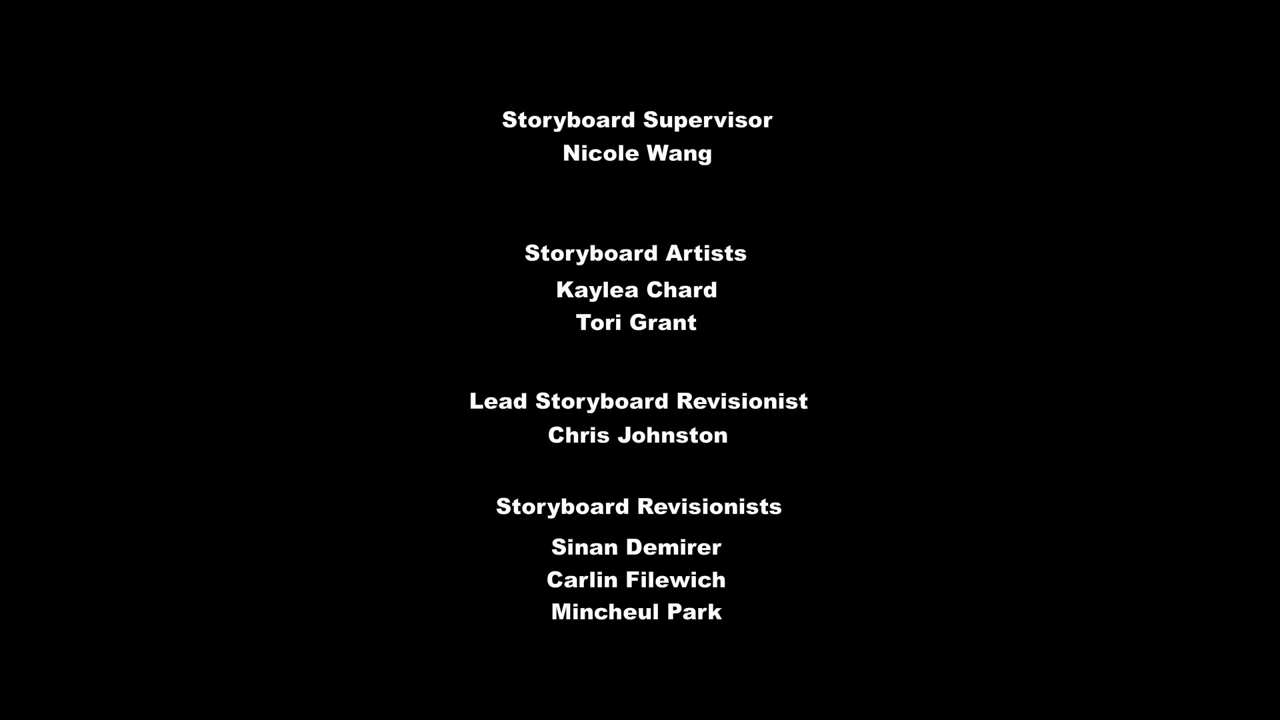 Storyboard Supervisor
Nicole Wang
Storyboard Artists
Kaylea Chard
Tori Grant
Lead Storyboard Revisionist
Chris Johnston
Storyboard Revisionists
Sinan Demirer
Carlin Filewich
Mincheul Park